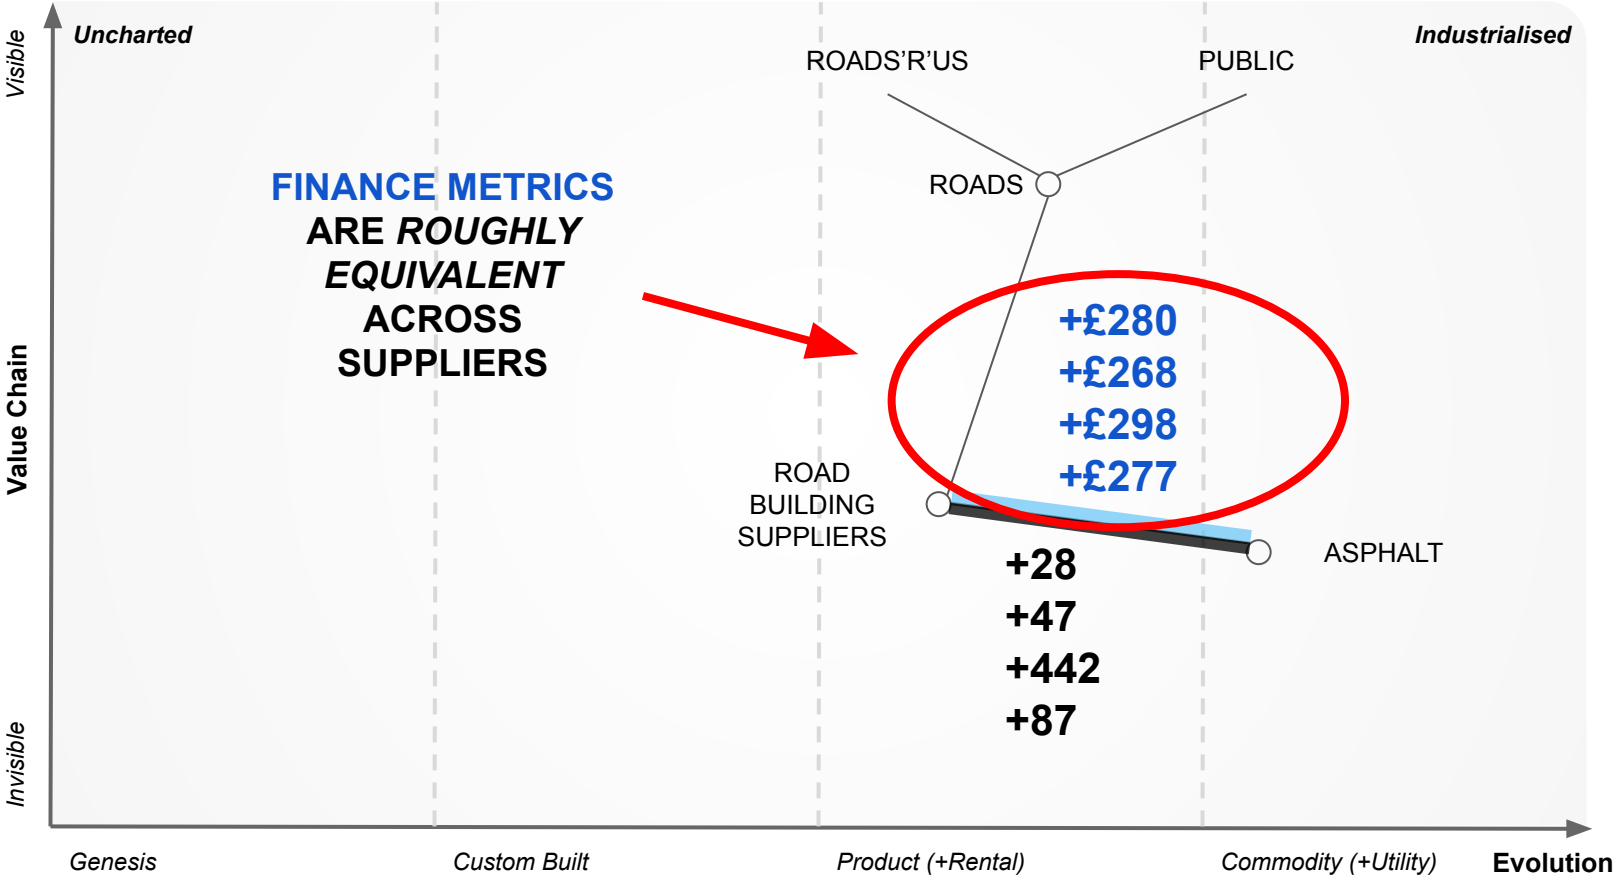 Uncharted
Industrialised
Visible
ROADS'R'US
PUBLIC
ROADS
FINANCE METRICS
ARE ROUGHLY
EQUIVALENT
ACROSS
SUPPLIERS
+£280
+£268
+£298
+£277
Value Chain
ROAD
BUILDING
SUPPLIERS
ASPHALT
+28
+47
+442
+87
Invisible
Genesis
Custom Built
Product (+Rental)
Commodity (+Utility)
Evolution